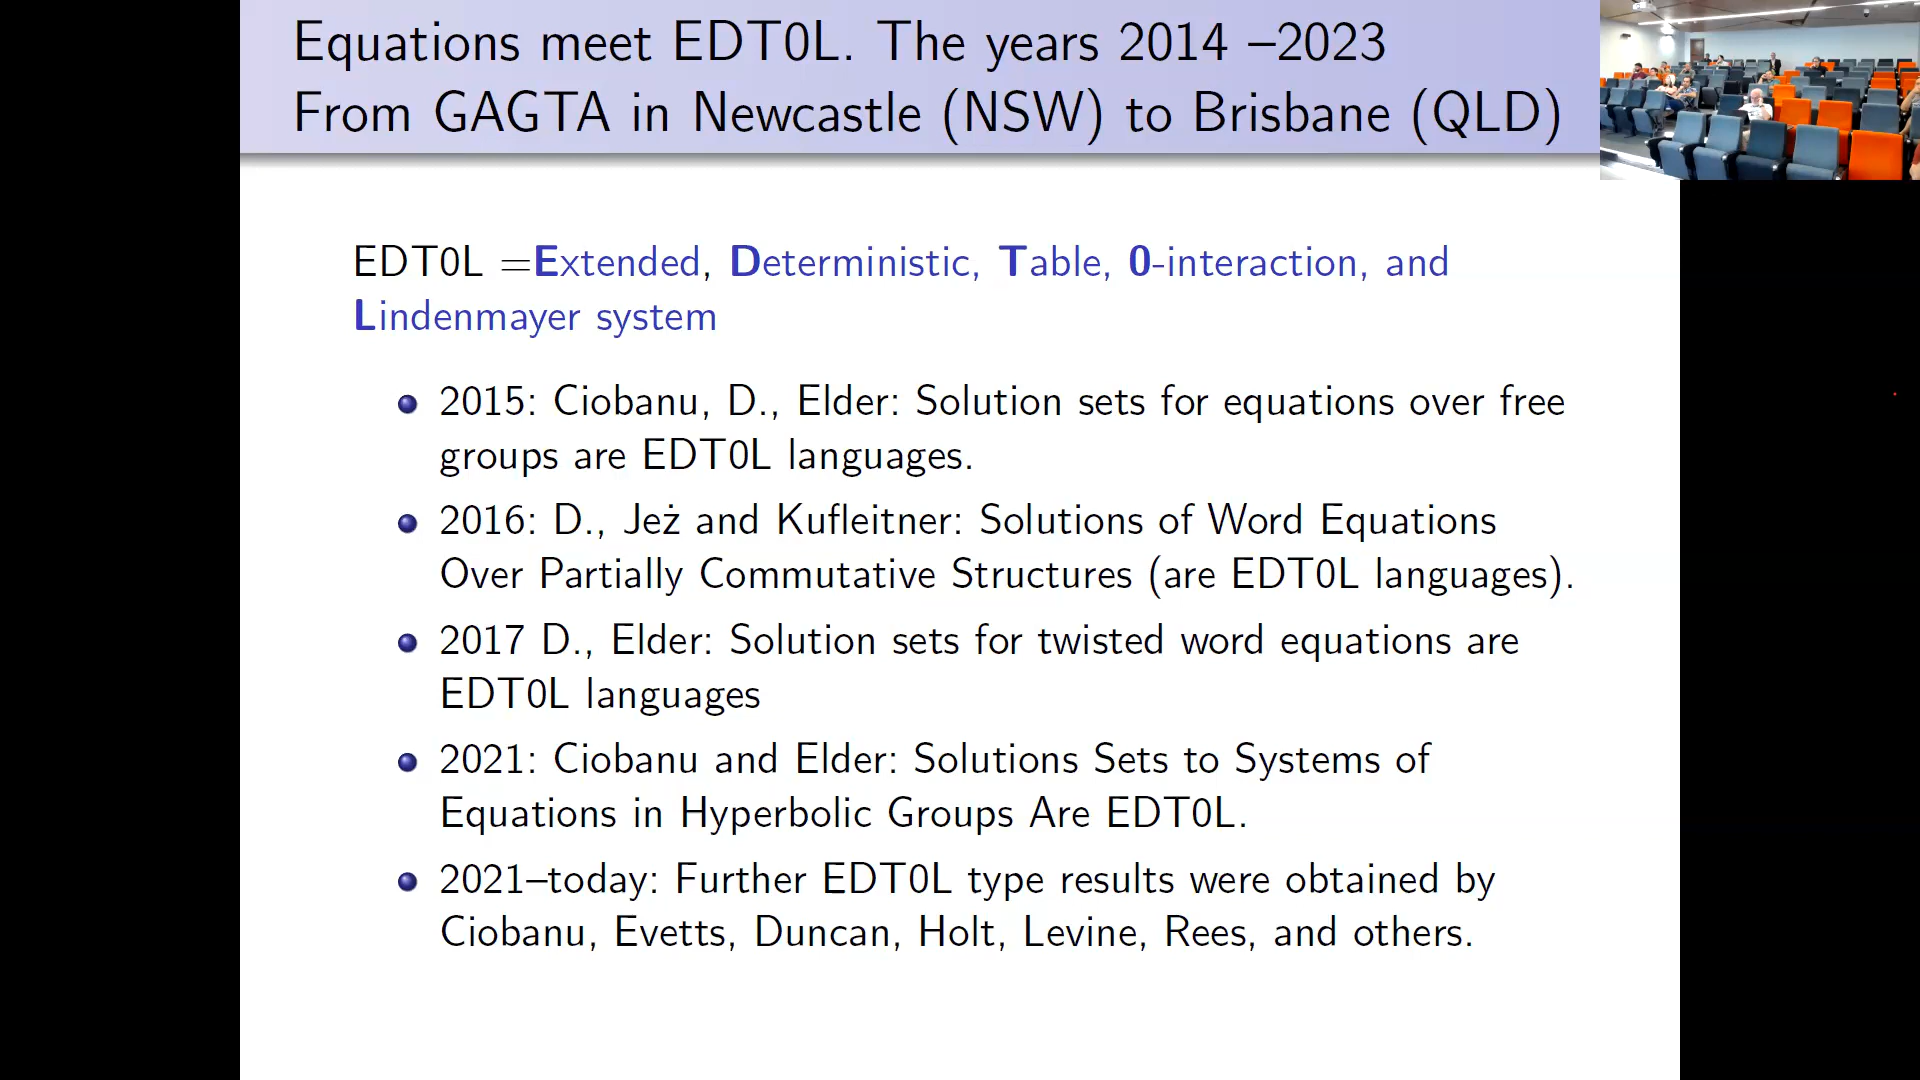 Equations meet EDT0L. The years 2014 –2023
From GAGTA in Newcastle (NSW) to Brisbane (QLD)
EDT0L =Extended, Deterministic, Table, 0-interaction, and
Lindenmayer system
2015: Ciobanu, D., Elder: Solution sets for equations over free
groups are EDT0L languages.
2016: D., Jeż and Kufleitner: Solutions of Word Equations
Over Partially Commutative Structures (are EDT0L languages).
2017 D., Elder: Solution sets for twisted word equations are
EDT0L languages
2021: Ciobanu and Elder: Solutions Sets to Systems of
Equations in Hyperbolic Groups Are EDT0L.
2021–today: Further EDT0L type results were obtained by
Ciobanu, Evetts, Duncan, Holt, Levine, Rees, and others.